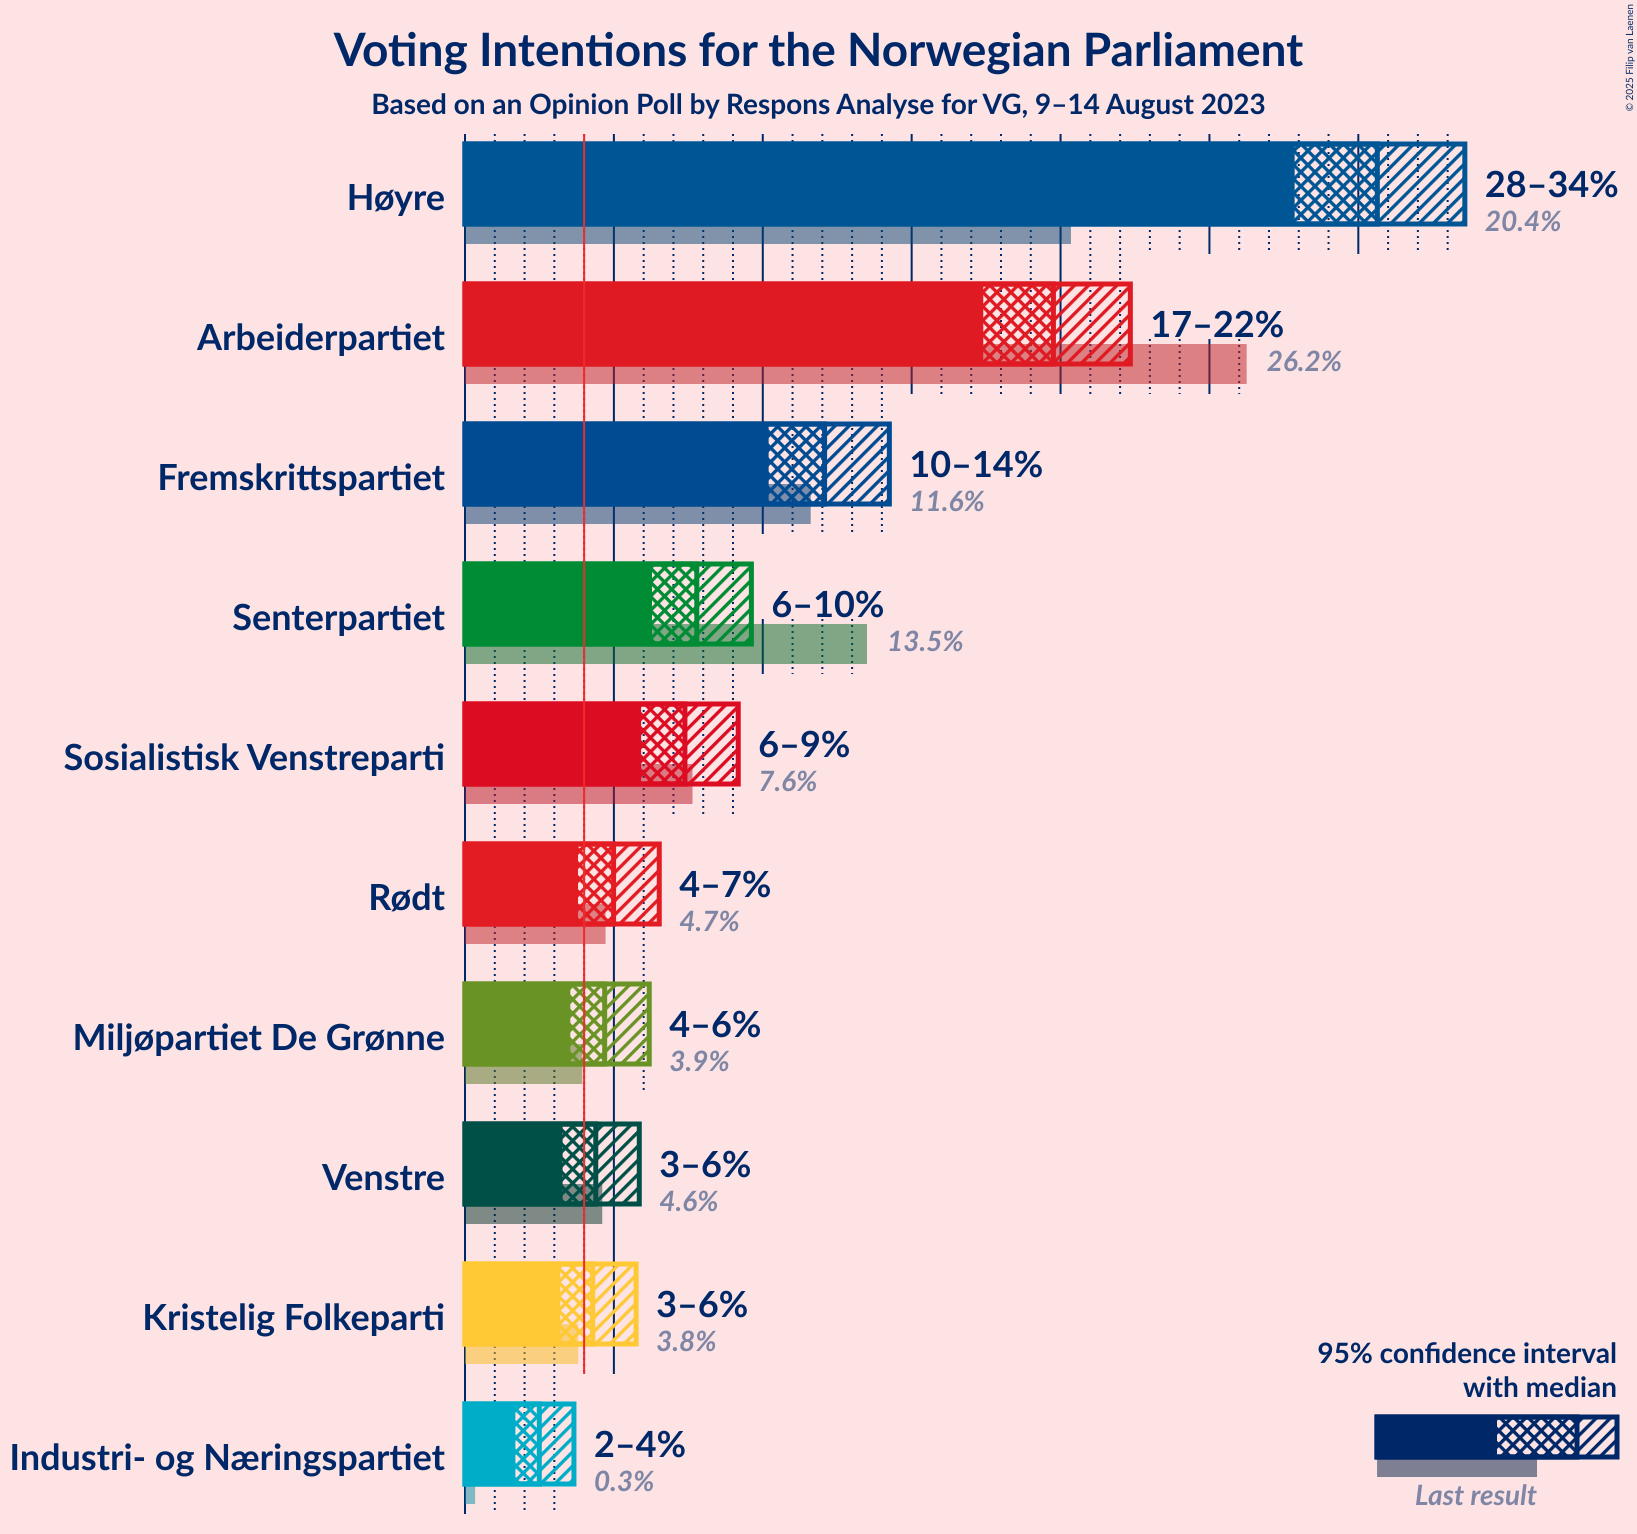 Voting Intentions for the Norwegian Parliament
Based on an Opinion Poll by Respons Analyse for VG, 9–14 August 2023
© 2025 Filip van Laenen
Høyre
28–34%
20.4%
Arbeiderpartiet
17–22%
26.2%
Fremskrittspartiet
10–14%
11.6%
Senterpartiet
6–10%
13.5%
Sosialistisk Venstreparti
6–9%
7.6%
Rødt
4–7%
4.7%
Miljøpartiet De Grønne
4–6%
3.9%
Venstre
3–6%
4.6%
Kristelig Folkeparti
3–6%
3.8%
Industri- og Næringspartiet
2–4%
0.3%
95% confidence interval
with median
Last result